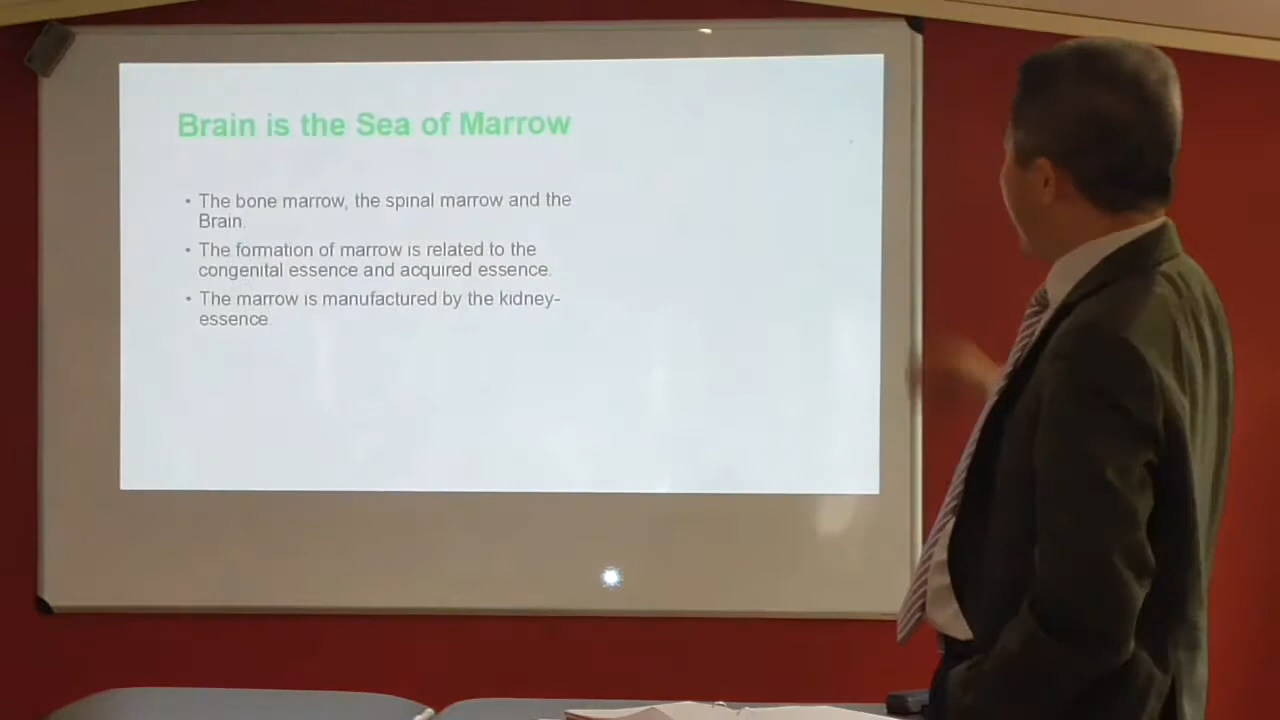 Brain is the Sea of Marrow
• The bone marrow, the spinal marrow and the
Brain.
• The formation of marrow is related to the
congenital essence and acquired essence.
• The marrow is manufactured by the kidney-
essence.